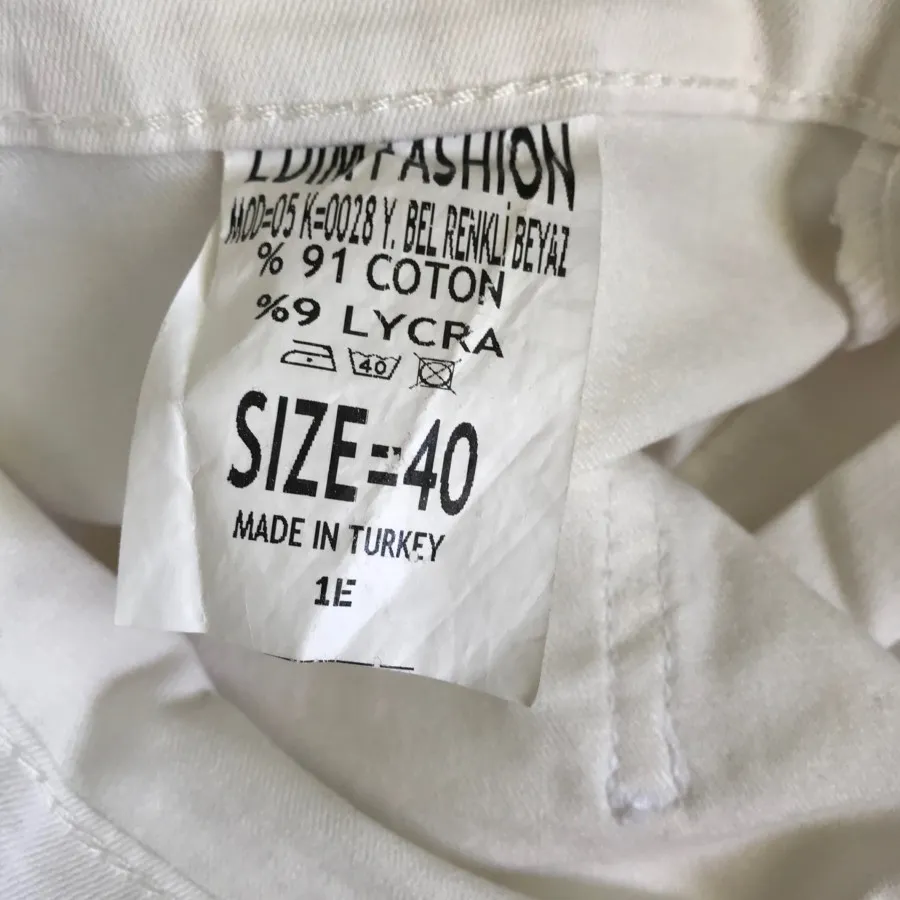 FASHION
MOD=05 K=0028 Y. BEL RENKLİ BEYAZ
% 91 COTON
%9 LYCRA
40
SIZE=40
MADE IN TURKEY
1E